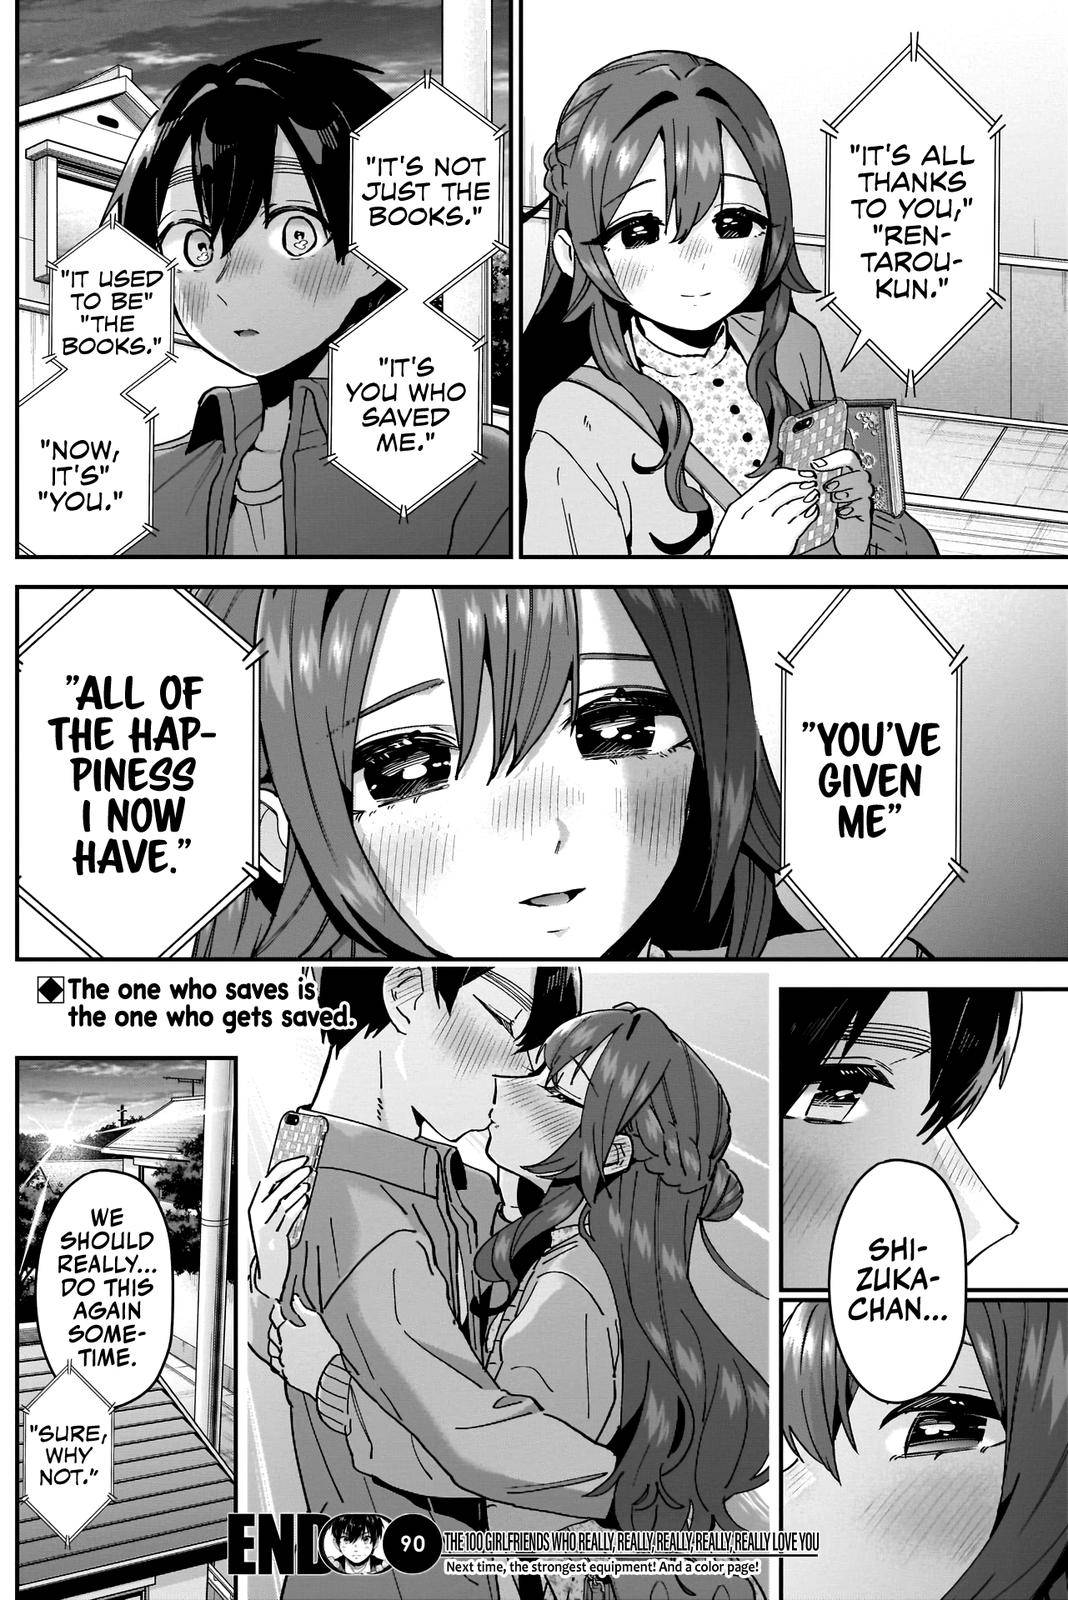 "IT'S ALL
THANKS
TO YOU,"
"REN-
TAROU-
KUN."
"IT'S NOT
JUST THE
BOOKS."
"IT'S
YOU WHO
SAVED
ME."
"IT USED
TO BE"
"THE
BOOKS."
"NOW,
IT'S"
"YOU."
"YOU'VE
GIVEN
ME"
"ALL OF
THE HAP-
PINESS
I NOW
HAVE."
SHI-
ZUKA-
CHAN...
The one who saves is
the one who gets saved.
WE
SHOULD
REALLY...
DO THIS
AGAIN
SOME-
TIME.
"SURE,
WHY
NOT."
END 90 THE 100 GIRLFRIENDS WHO REALLY, REALLY, REALLY, REALLY, REALLY LOVE YOU
Next time, the strongest equipment! And a color page!